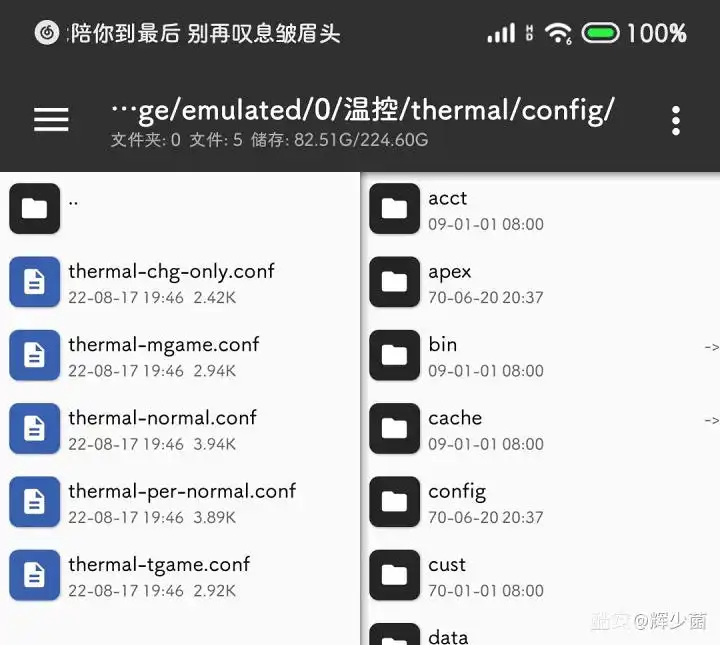 陪你到最后 别再叹息皱眉头
HD
6
100%
…ge/emulated/0/温控/thermal/config/
文件夹: 0 文件: 5 储存: 82.51G/224.60G
..
thermal-chg-only.conf
22-08-17 19:46 2.42K
thermal-mgame.conf
22-08-17 19:46 2.94K
thermal-normal.conf
22-08-17 19:46 3.94K
thermal-per-normal.conf
22-08-17 19:46 3.89K
thermal-tgame.conf
22-08-17 19:46 2.92K
acct
09-01-01 08:00
apex
70-06-20 20:37
bin
->
09-01-01 08:00
cache
->
09-01-01 08:00
config
70-06-20 20:37
cust
70-01-01 08:00
data
@辉少菌